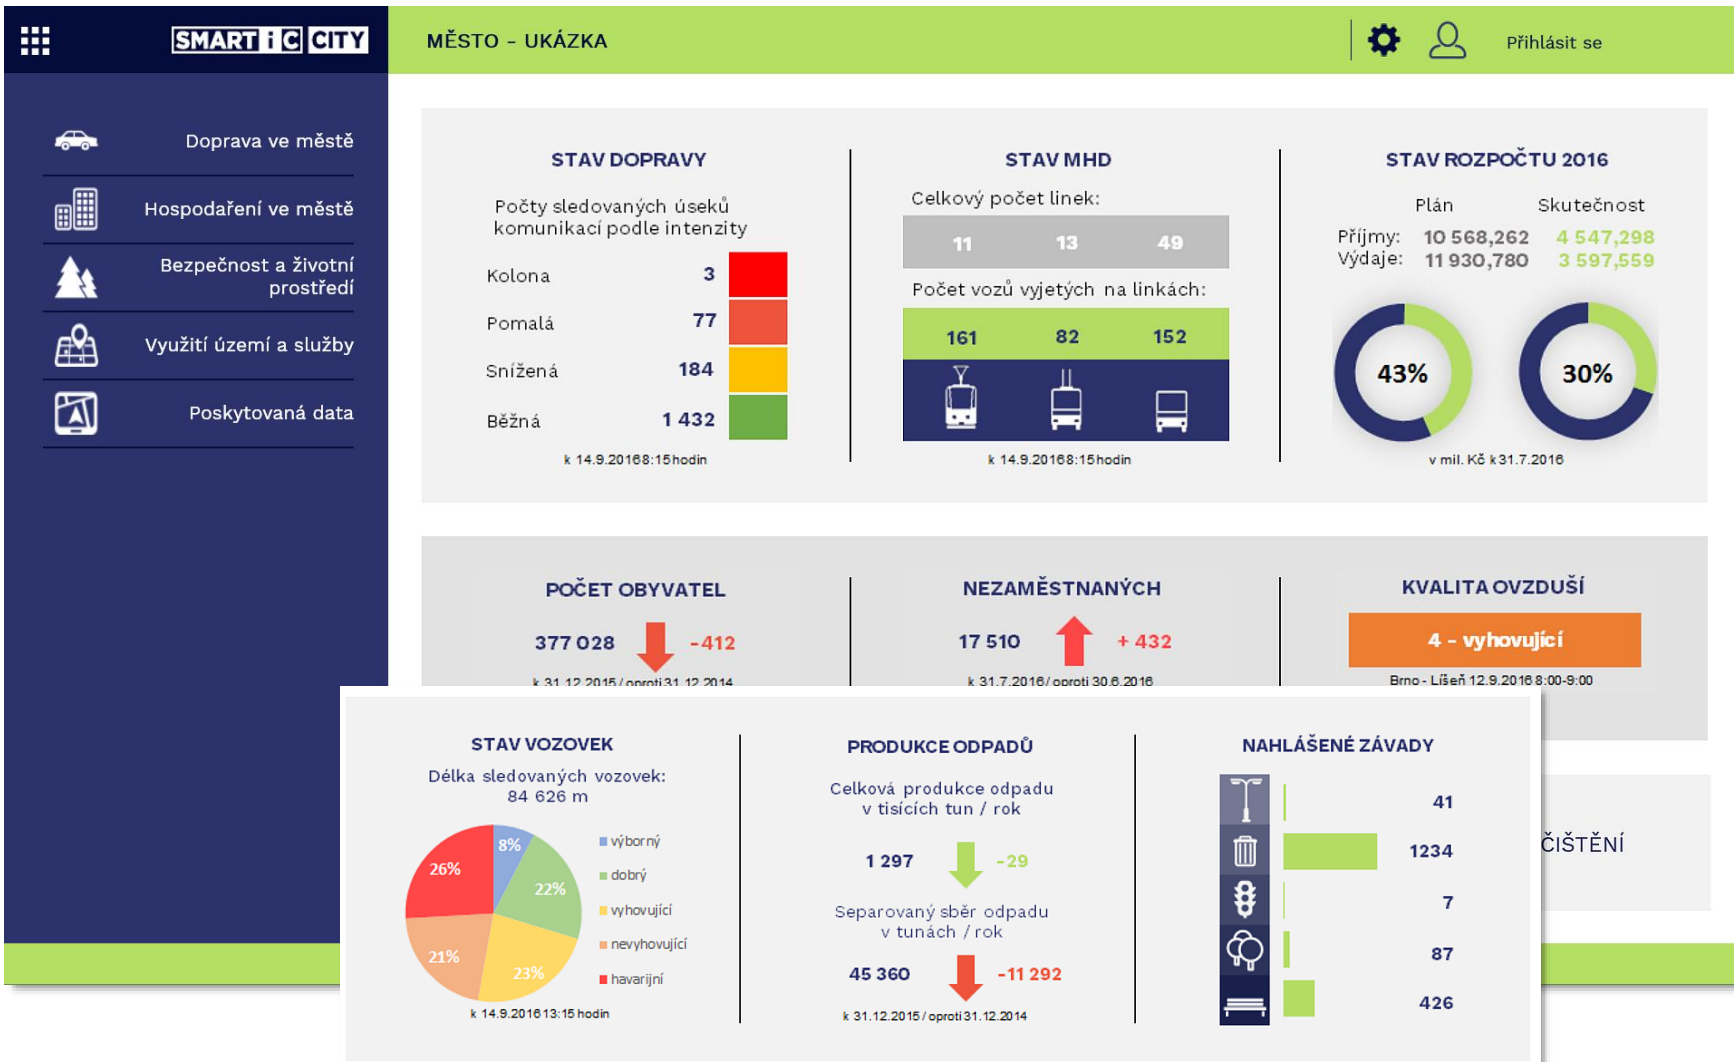 SMART iC CITY
MĚSTO - UKÁZKA
Přihlásit se
Doprava ve městě
Hospodaření ve městě
Bezpečnost a životní
prostředí
Využití území a služby
Poskytovaná data
STAV DOPRAVY
Počty sledovaných úseků
komunikací podle intenzity
Kolona 3
Pomalá 77
Snížená 184
Běžná 1 432
k 14.9.2016 8:15 hodin
STAV MHD
Celkový počet linek:
11 13 49
Počet vozů vyjetých na linkách:
161 82 152
k 14.9.2016 8:15 hodin
STAV ROZPOČTU 2016
Plán Skutečnost
Příjmy: 10 568,262 4 547,298
Výdaje: 11 930,780 3 597,559
43% 30%
v mil. Kč k 31.7.2016
POČET OBYVATEL
377 028 -412
k 31.12.2015 / oproti 31.12.2014
NEZAMĚSTNANÝCH
17 510 + 432
k 31.7.2016 / oproti 30.6.2016
KVALITA OVZDUŠÍ
4 - vyhovující
Brno - Líšeň 12.9.2016 8:00-9:00
STAV VOZOVEK
Délka sledovaných vozovek:
84 626 m
8%
22%
23%
21%
26%
výborný
dobrý
vyhovující
nevyhovující
havarijní
k 14.9.2016 13:15 hodin
PRODUKCE ODPADŮ
Celková produkce odpadu
v tisících tun / rok
1 297 -29
Separovaný sběr odpadu
v tunách / rok
45 360 -11 292
k 31.12.2015 / oproti 31.12.2014
NAHLÁŠENÉ ZÁVADY
41
1234
7
87
426
ČIŠTĚNÍ